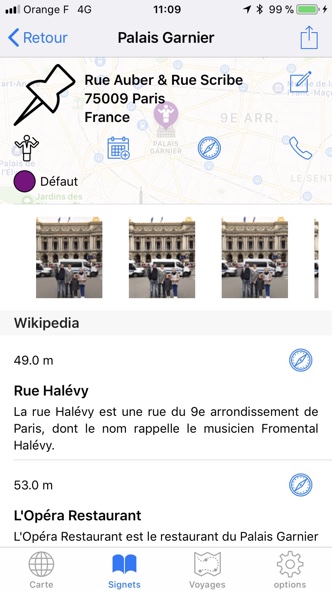 Orange F 4G 11:09 99 %
Retour Palais Garnier
Rue Auber & Rue Scribe
75009 Paris
France
9E ARR.
PALAIS
GARNIER
Défaut
Jardins des
Wikipedia
49.0 m
Rue Halévy
La rue Halévy est une rue du 9e arrondissement de
Paris, dont le nom rappelle le musicien Fromental
Halévy.
53.0 m
L'Opéra Restaurant
L'Opéra Restaurant est le restaurant du Palais Garnier
Carte Signets Voyages options